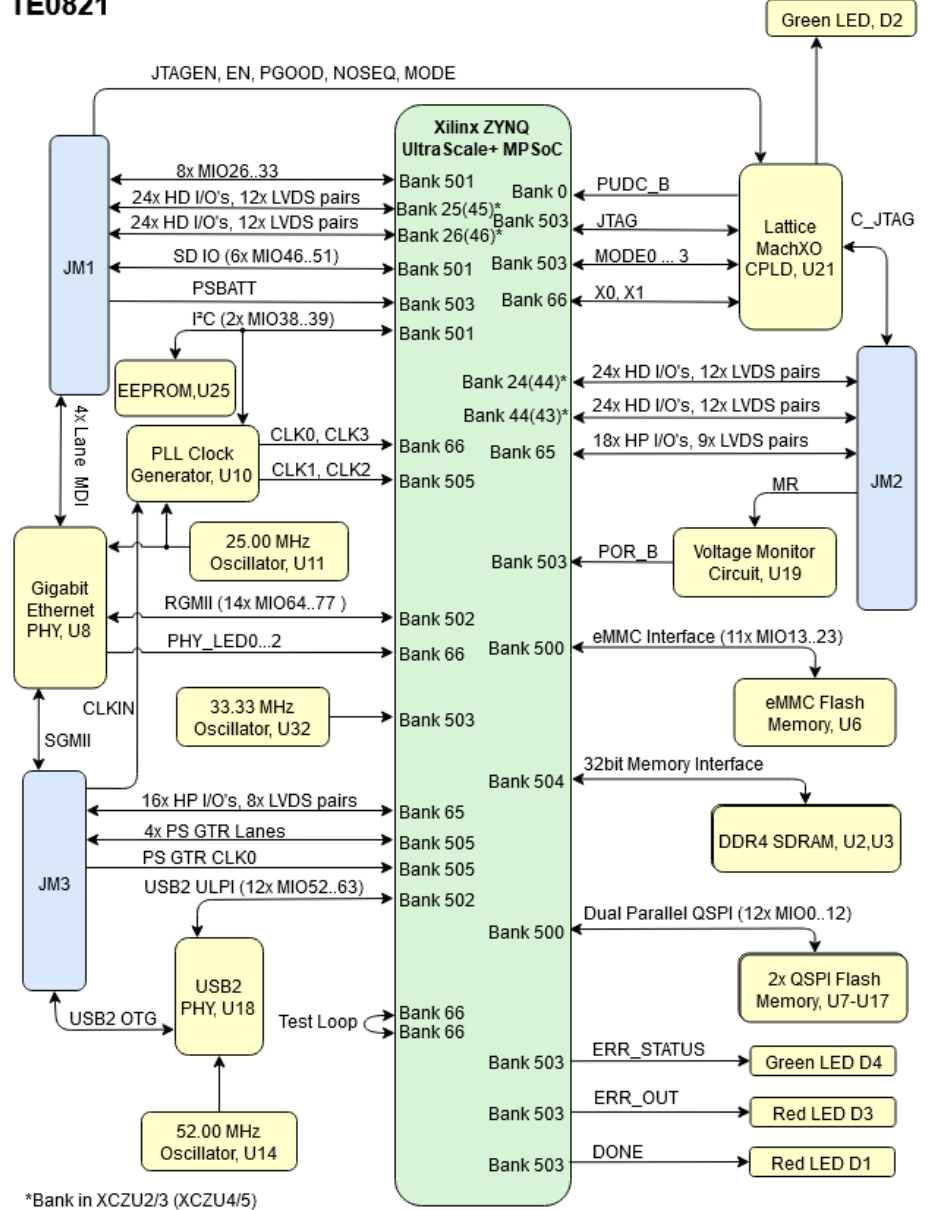 TE0821
Green LED, D2
JTAGEN, EN, PGOOD, NOSEQ, MODE
Xilinx ZYNQ
UltraScale+ MPSoC
JM1
8x MIO26..33
Bank 501
24x HD I/O's, 12x LVDS pairs
Bank 25(45)*
24x HD I/O's, 12x LVDS pairs
Bank 26(46)*
SD IO (6x MIO46..51)
Bank 501
PSBATT
Bank 503
I²C (2x MIO38..39)
Bank 501
Bank 0
PUDC_B
Bank 503
JTAG
Bank 503
MODE0 ... 3
Bank 66
X0, X1
Lattice
MachXO
CPLD, U21
C_JTAG
EEPROM,U25
4x Lane MDI
PLL Clock
Generator, U10
CLK0, CLK3
Bank 66
CLK1, CLK2
Bank 505
Bank 24(44)*
24x HD I/O's, 12x LVDS pairs
Bank 44(43)*
24x HD I/O's, 12x LVDS pairs
Bank 65
18x HP I/O's, 9x LVDS pairs
JM2
MR
25.00 MHz
Oscillator, U11
Bank 503
POR_B
Voltage Monitor
Circuit, U19
Gigabit
Ethernet
PHY, U8
RGMII (14x MIO64..77 )
Bank 502
PHY_LED0...2
Bank 66
Bank 500
eMMC Interface (11x MIO13..23)
eMMC Flash
Memory, U6
CLKIN
SGMII
33.33 MHz
Oscillator, U32
Bank 503
Bank 504
32bit Memory Interface
DDR4 SDRAM, U2,U3
JM3
16x HP I/O's, 8x LVDS pairs
Bank 65
4x PS GTR Lanes
Bank 505
PS GTR CLK0
Bank 505
USB2 ULPI (12x MIO52..63)
Bank 502
Bank 500
Dual Parallel QSPI (12x MIO0..12)
2x QSPI Flash
Memory, U7-U17
USB2
PHY, U18
USB2 OTG
Test Loop
Bank 66
Bank 66
Bank 503
ERR_STATUS
Green LED D4
Bank 503
ERR_OUT
Red LED D3
Bank 503
DONE
Red LED D1
52.00 MHz
Oscillator, U14
*Bank in XCZU2/3 (XCZU4/5)